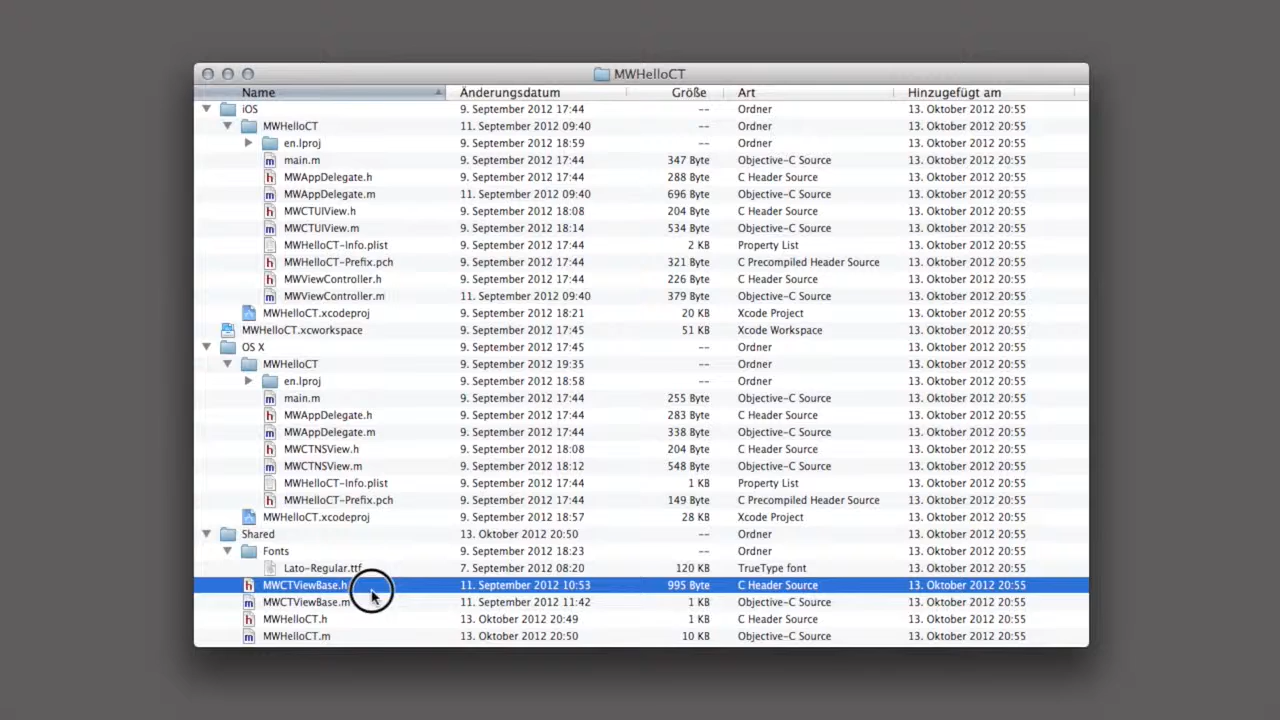 MWHelloCT
Name Änderungsdatum Größe Art Hinzugefügt am
iOS 9. September 2012 17:44 -- Ordner 13. Oktober 2012 20:55
MWHelloCT 11. September 2012 09:40 -- Ordner 13. Oktober 2012 20:55
en.lproj 9. September 2012 18:59 -- Ordner 13. Oktober 2012 20:55
main.m 9. September 2012 17:44 347 Byte Objective-C Source 13. Oktober 2012 20:55
MWAppDelegate.h 9. September 2012 17:44 288 Byte C Header Source 13. Oktober 2012 20:55
MWAppDelegate.m 11. September 2012 09:40 696 Byte Objective-C Source 13. Oktober 2012 20:55
MWCTUIView.h 9. September 2012 18:08 204 Byte C Header Source 13. Oktober 2012 20:55
MWCTUIView.m 9. September 2012 18:14 534 Byte Objective-C Source 13. Oktober 2012 20:55
MWHelloCT-Info.plist 9. September 2012 17:44 2 KB Property List 13. Oktober 2012 20:55
MWHelloCT-Prefix.pch 9. September 2012 17:44 321 Byte C Precompiled Header Source 13. Oktober 2012 20:55
MWViewController.h 9. September 2012 17:44 226 Byte C Header Source 13. Oktober 2012 20:55
MWViewController.m 11. September 2012 09:40 379 Byte Objective-C Source 13. Oktober 2012 20:55
MWHelloCT.xcodeproj 9. September 2012 18:21 20 KB Xcode Project 13. Oktober 2012 20:55
MWHelloCT.xcworkspace 9. September 2012 17:45 51 KB Xcode Workspace 13. Oktober 2012 20:55
OS X 9. September 2012 17:45 -- Ordner 13. Oktober 2012 20:55
MWHelloCT 9. September 2012 19:35 -- Ordner 13. Oktober 2012 20:55
en.lproj 9. September 2012 18:58 -- Ordner 13. Oktober 2012 20:55
main.m 9. September 2012 17:44 255 Byte Objective-C Source 13. Oktober 2012 20:55
MWAppDelegate.h 9. September 2012 17:44 283 Byte C Header Source 13. Oktober 2012 20:55
MWAppDelegate.m 9. September 2012 17:44 338 Byte Objective-C Source 13. Oktober 2012 20:55
MWCTNSView.h 9. September 2012 18:08 204 Byte C Header Source 13. Oktober 2012 20:55
MWCTNSView.m 9. September 2012 18:12 548 Byte Objective-C Source 13. Oktober 2012 20:55
MWHelloCT-Info.plist 9. September 2012 17:44 1 KB Property List 13. Oktober 2012 20:55
MWHelloCT-Prefix.pch 9. September 2012 17:44 149 Byte C Precompiled Header Source 13. Oktober 2012 20:55
MWHelloCT.xcodeproj 9. September 2012 18:57 28 KB Xcode Project 13. Oktober 2012 20:55
Shared 13. Oktober 2012 20:50 -- Ordner 13. Oktober 2012 20:55
Fonts 9. September 2012 18:23 -- Ordner 13. Oktober 2012 20:55
Lato-Regular.ttf 7. September 2012 08:20 120 KB TrueType font 13. Oktober 2012 20:55
MWCTViewBase.h 11. September 2012 10:53 995 Byte C Header Source 13. Oktober 2012 20:55
MWCTViewBase.m 11. September 2012 11:42 1 KB Objective-C Source 13. Oktober 2012 20:55
MWHelloCT.h 13. Oktober 2012 20:49 1 KB C Header Source 13. Oktober 2012 20:55
MWHelloCT.m 13. Oktober 2012 20:50 10 KB Objective-C Source 13. Oktober 2012 20:55